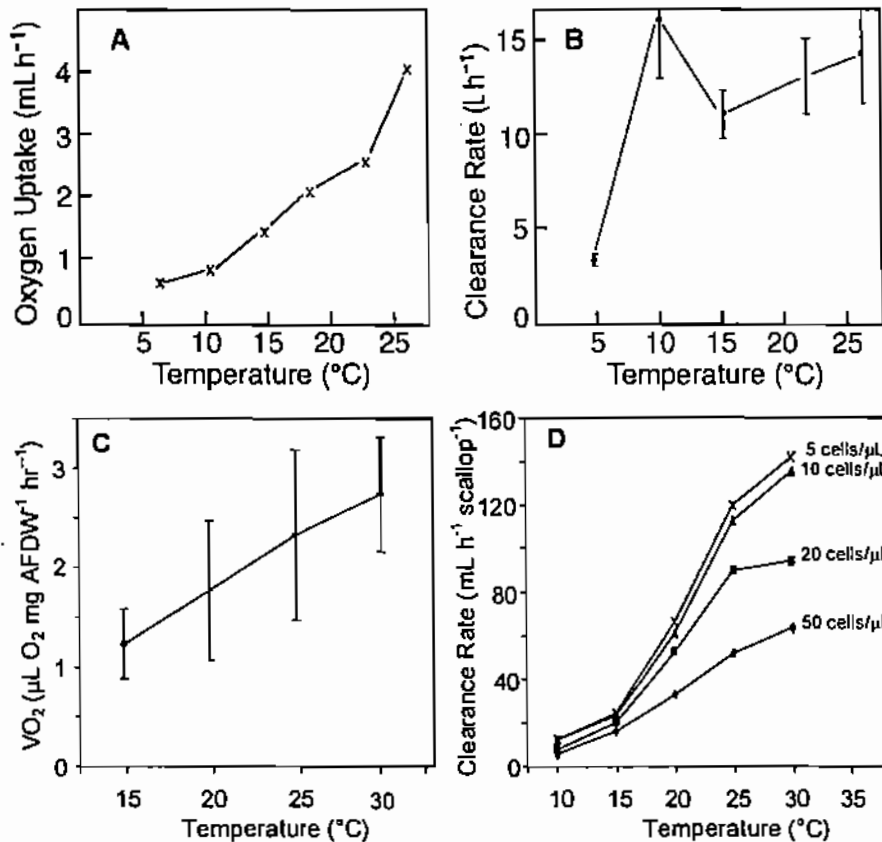 A
Oxygen Uptake (mL h⁻¹)
4
3
2
1
0
5 10 15 20 25
Temperature (°C)
B
Clearance Rate (L h⁻¹)
15
10
5
0
5 10 15 20 25
Temperature (°C)
C
VO₂ (µL O₂ mg AFDW⁻¹ hr⁻¹)
3
2
1
0
15 20 25 30
Temperature (°C)
D
Clearance Rate (mL h⁻¹ scallop⁻¹)
160
120
80
40
0
5 cells/µL
10 cells/µL
20 cells/µL
50 cells/µL
10 15 20 25 30 35
Temperature (°C)